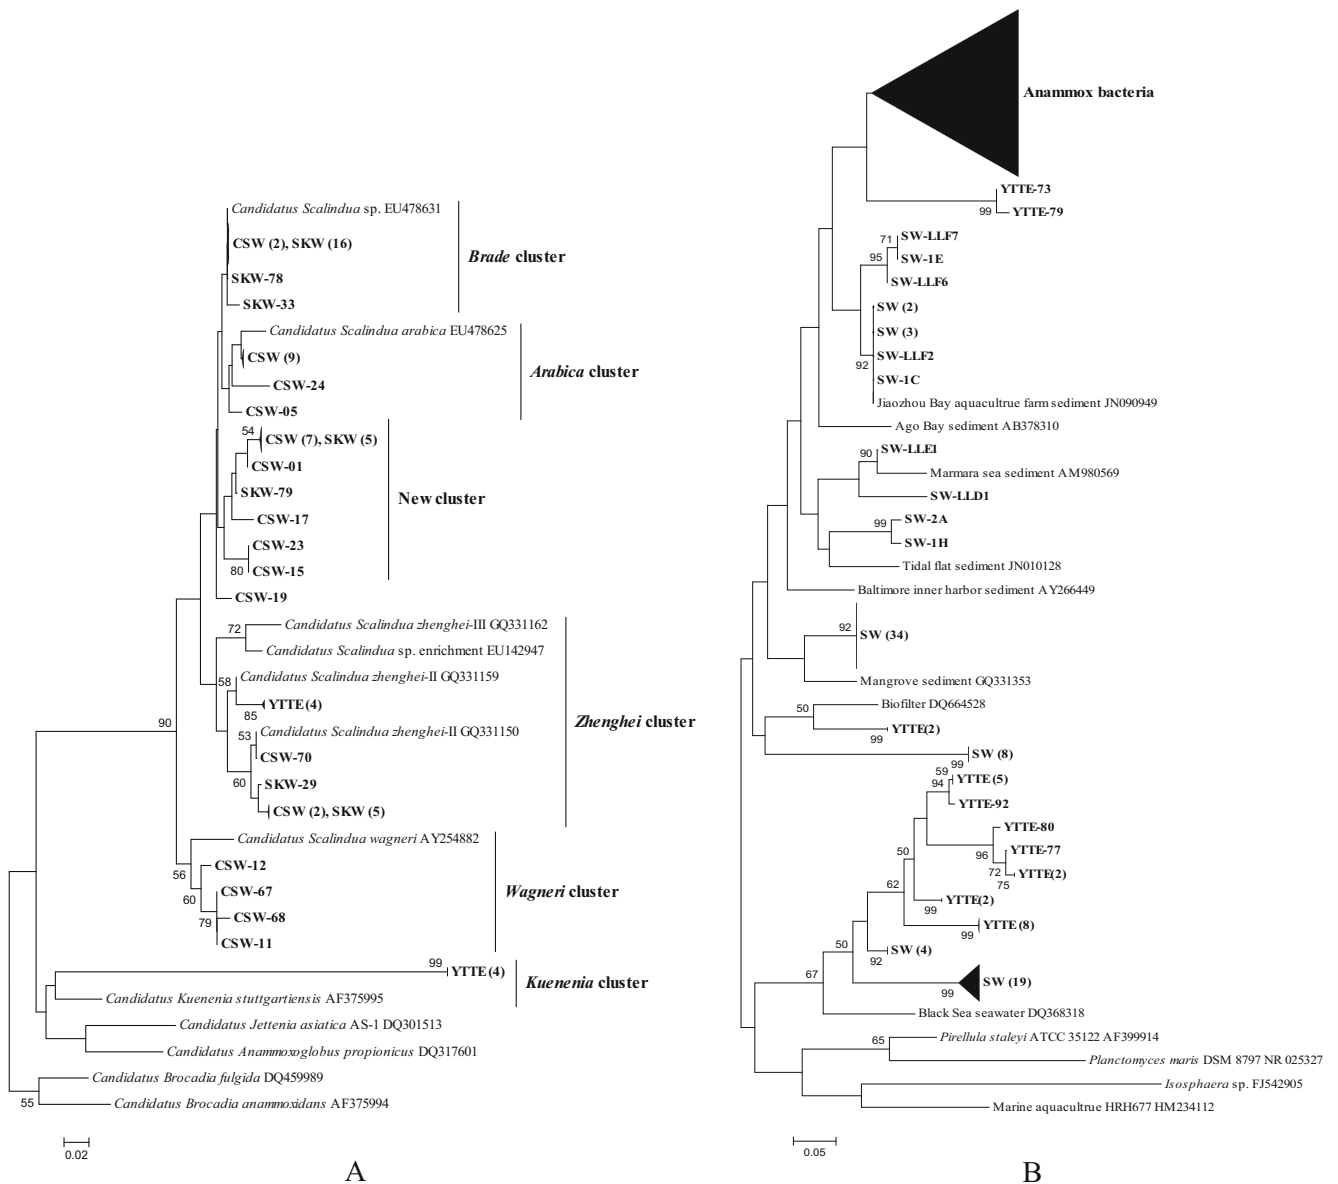 Candidatus Scalindua sp. EU478631
CSW (2), SKW (16)
SKW-78
SKW-33
Brade cluster
Candidatus Scalindua arabica EU478625
CSW (9)
CSW-24
CSW-05
Arabica cluster
54
CSW (7), SKW (5)
CSW-01
SKW-79
CSW-17
CSW-23
80
CSW-15
New cluster
CSW-19
72
Candidatus Scalindua zhenghei-III GQ331162
Candidatus Scalindua sp. enrichment EU142947
58
Candidatus Scalindua zhenghei-II GQ331159
85
YTTE (4)
53
Candidatus Scalindua zhenghei-II GQ331150
CSW-70
60
SKW-29
CSW (2), SKW (5)
Zhenghei cluster
90
Candidatus Scalindua wagneri AY254882
56
CSW-12
60
CSW-67
79
CSW-68
CSW-11
Wagneri cluster
99
YTTE (4)
Kuenenia cluster
Candidatus Kuenenia stuttgartiensis AF375995
Candidatus Jettenia asiatica AS-1 DQ301513
Candidatus Anammoxoglobus propionicus DQ317601
Candidatus Brocadia fulgida DQ459989
55
Candidatus Brocadia anammoxidans AF375994
0.02
A
Anammox bacteria
YTTE-73
99
YTTE-79
71
SW-LLF7
95
SW-1E
SW-LLF6
SW (2)
SW (3)
SW-LLF2
92
SW-1C
Jiaozhou Bay aquacultrue farm sediment JN090949
Ago Bay sediment AB378310
90
SW-LLE1
Marmara sea sediment AM980569
SW-LLD1
99
SW-2A
SW-1H
Tidal flat sediment JN010128
Baltimore inner harbor sediment AY266449
92
SW (34)
Mangrove sediment GQ331353
50
Biofilter DQ664528
99
YTTE(2)
99
SW (8)
59
94
YTTE (5)
YTTE-92
YTTE-80
96
YTTE-77
72
75
YTTE(2)
50
62
99
YTTE(2)
99
YTTE (8)
50
92
SW (4)
67
99
SW (19)
Black Sea seawater DQ368318
65
Pirellula staleyi ATCC 35122 AF399914
Planctomyces maris DSM 8797 NR 025327
Isosphaera sp. FJ542905
Marine aquacultrue HRH677 HM234112
0.05
B